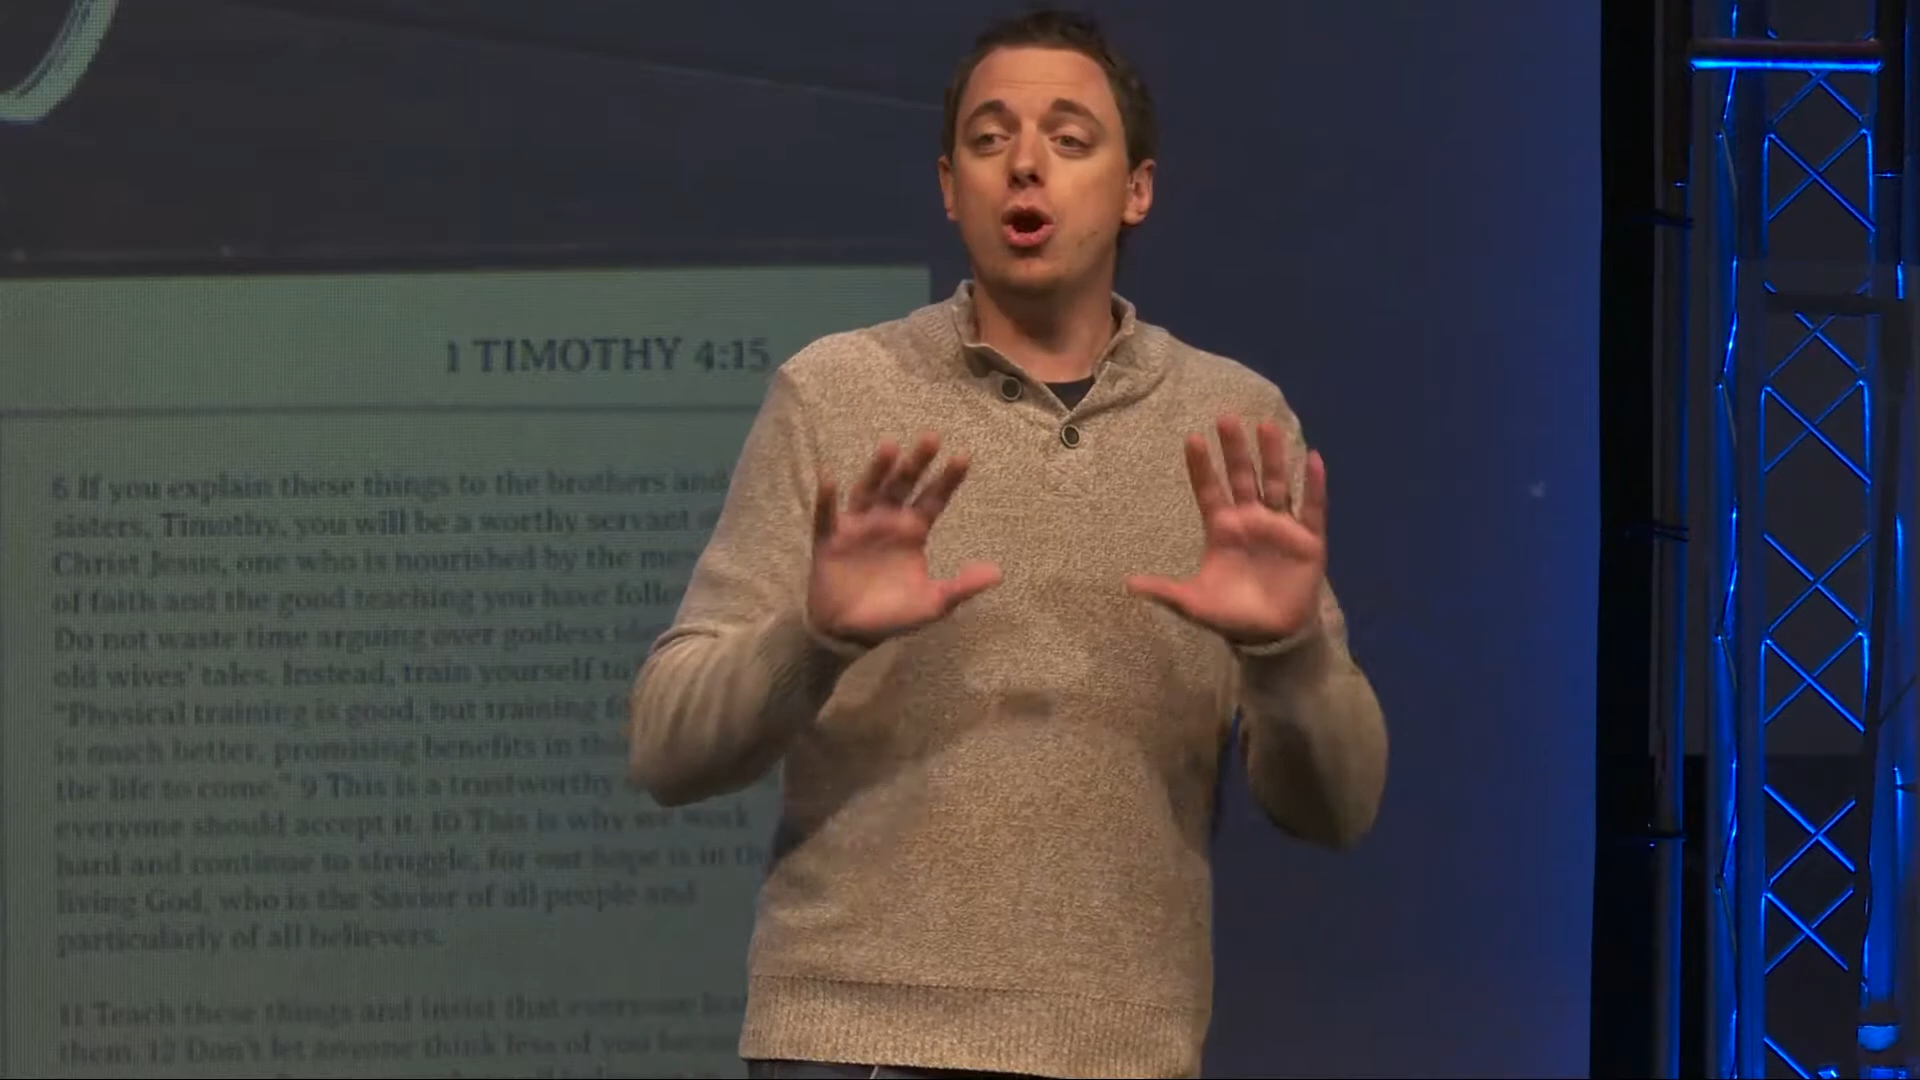 1 TIMOTHY 4:15
6 If you explain these things to the brothers and
sisters, Timothy, you will be a worthy servant
Christ Jesus, one who is nourished by the
of faith and the good teaching you have
Do not waste time arguing over godless
old wives' tales. Instead, train yourself to
"Physical training is good, but training
is much better, promising benefits in
the life to come." 9 This is a trustworthy
everyone should accept it. 10 This is why we work
hard and continue to struggle, for our hope is in
living God, who is the Savior of all people and
particularly of all believers.
11 Teach these things and insist that everyone
them. 12 Don't let anyone think less of you